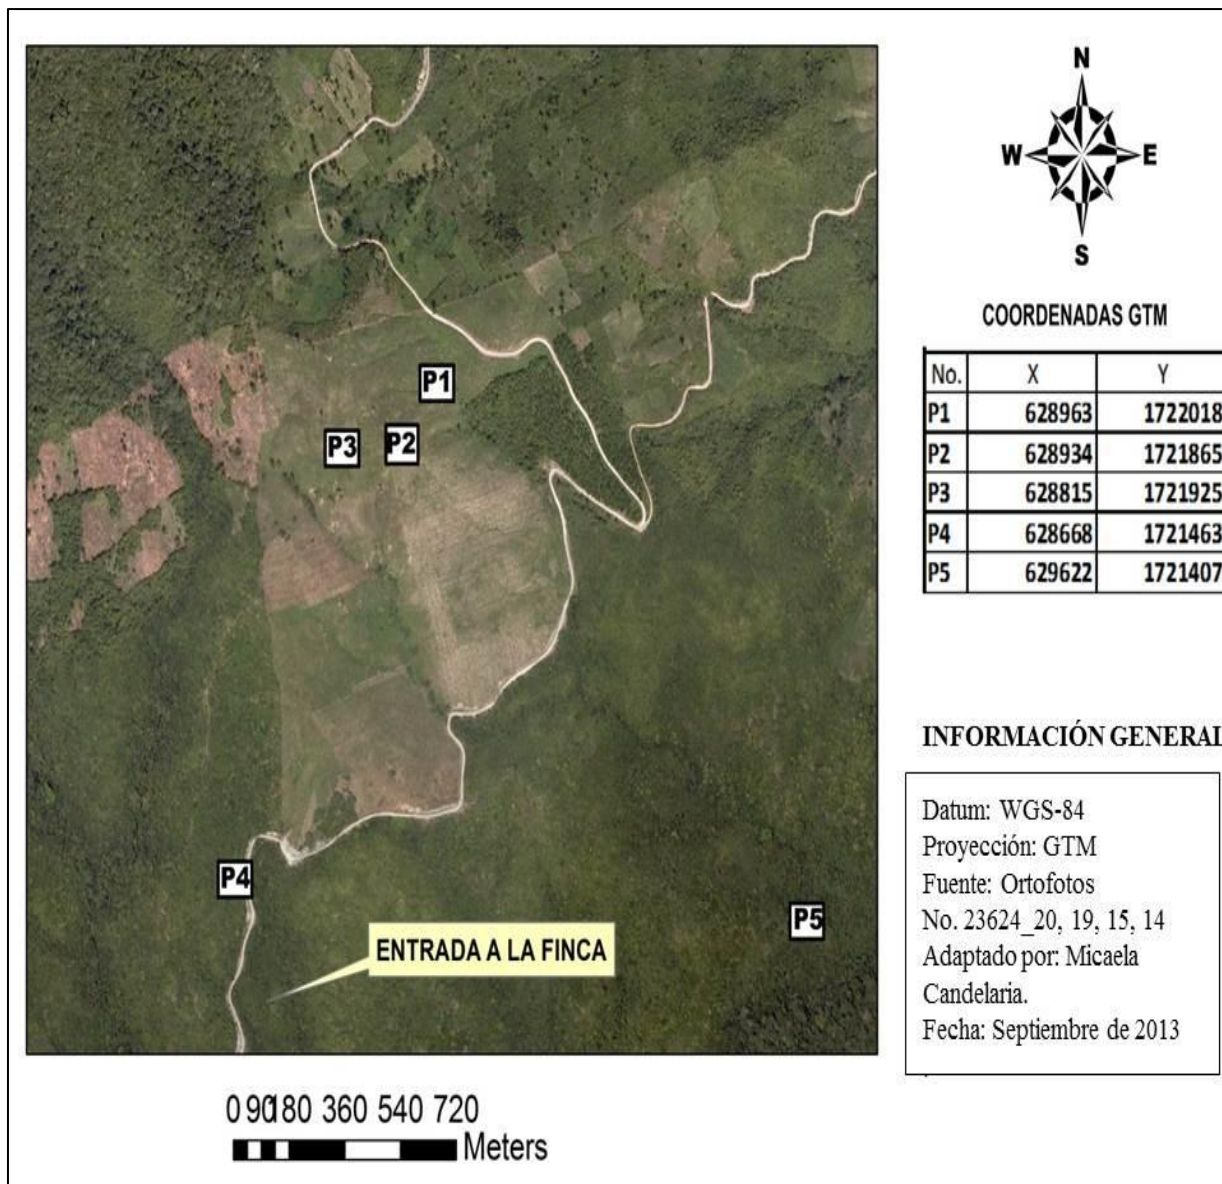 N
W E
S
COORDENADAS GTM
No. X Y
P1 628963 1722018
P2 628934 1721865
P3 628815 1721925
P4 628668 1721463
P5 629622 1721407
P1
P3 P2
P4
P5
ENTRADA A LA FINCA
INFORMACIÓN GENERAL
Datum: WGS-84
Proyección: GTM
Fuente: Ortofotos
No. 23624_20, 19, 15, 14
Adaptado por: Micaela
Candelaria.
Fecha: Septiembre de 2013
0 90 180 360 540 720
Meters